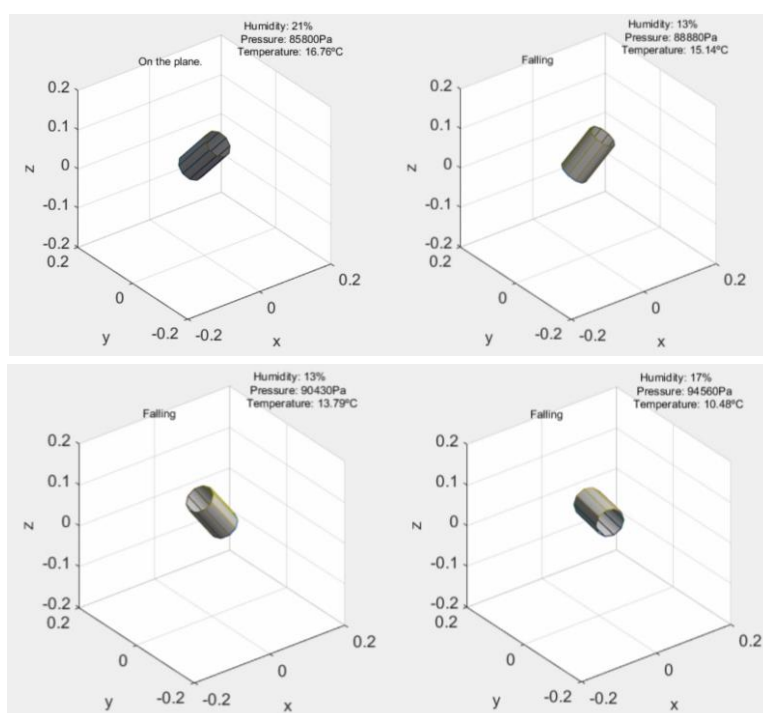 Humidity: 21%
Pressure: 85800Pa
Temperature: 16.76ºC
On the plane.
0.2
0.1
0
-0.1
-0.2
z
0.2
0
-0.2
y
-0.2
0
0.2
x
Humidity: 13%
Pressure: 88880Pa
Temperature: 15.14ºC
Falling
0.2
0.1
0
-0.1
-0.2
z
0.2
0
-0.2
y
-0.2
0
0.2
x
Humidity: 13%
Pressure: 90430Pa
Temperature: 13.79ºC
Falling
0.2
0.1
0
-0.1
-0.2
z
0.2
0
-0.2
y
-0.2
0
0.2
x
Humidity: 17%
Pressure: 94560Pa
Temperature: 10.48ºC
Falling
0.2
0.1
0
-0.1
-0.2
z
0.2
0
-0.2
y
-0.2
0
0.2
x